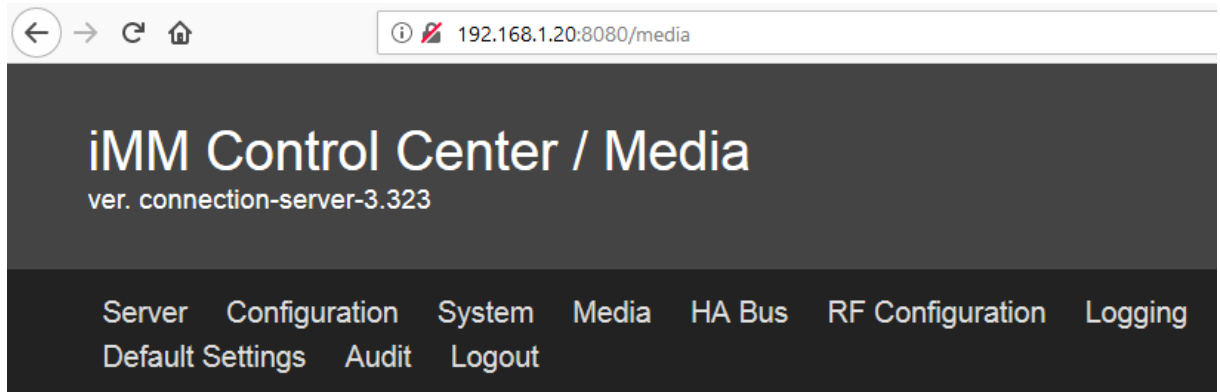 192.168.1.20:8080/media
iMM Control Center / Media
ver. connection-server-3.323
Server Configuration System Media HA Bus RF Configuration Logging
Default Settings Audit Logout